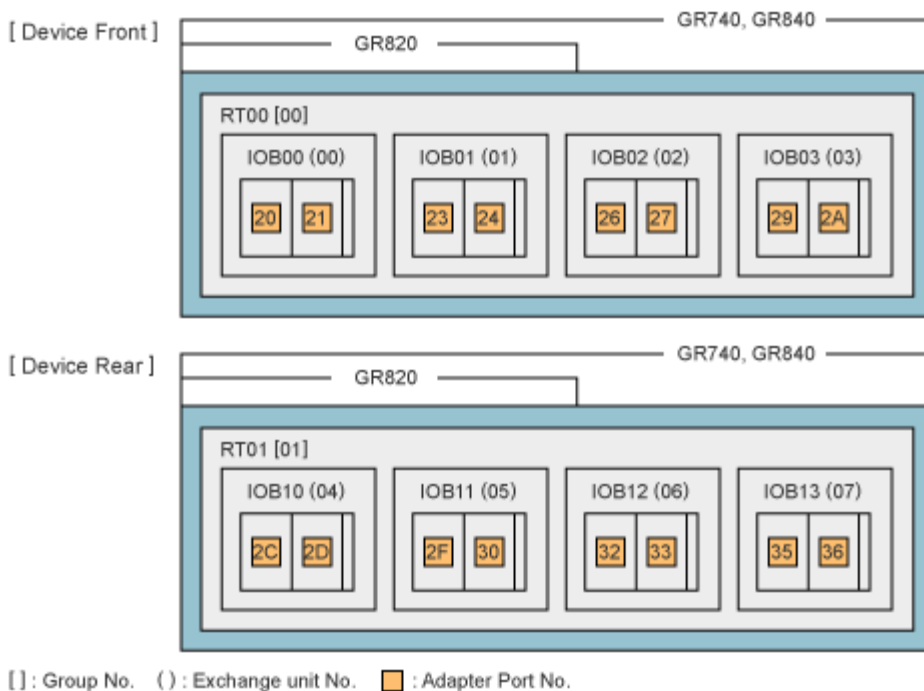 [ Device Front ]
GR740, GR840
GR820
RT00 [00]
IOB00 (00) IOB01 (01) IOB02 (02) IOB03 (03)
20 21 23 24 26 27 29 2A
[ Device Rear ]
GR740, GR840
GR820
RT01 [01]
IOB10 (04) IOB11 (05) IOB12 (06) IOB13 (07)
2C 2D 2F 30 32 33 35 36
[ ] : Group No. ( ) : Exchange unit No. : Adapter Port No.